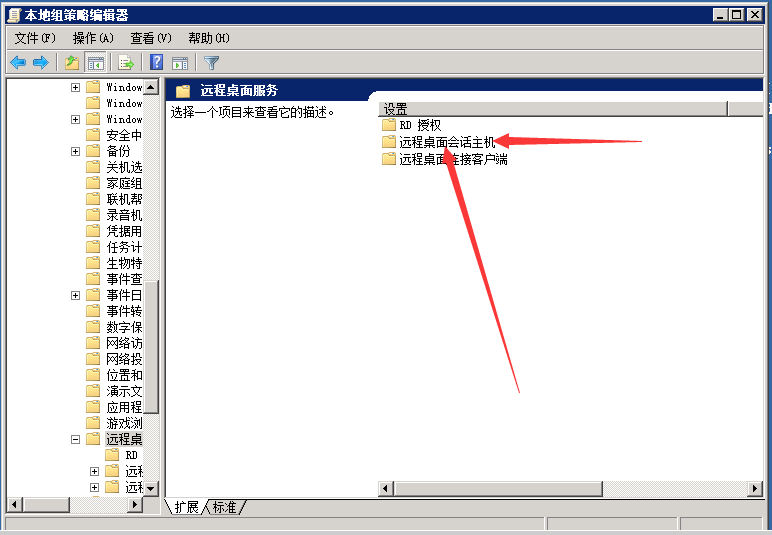 本地组策略编辑器
文件(F) 操作(A) 查看(V) 帮助(H)
Window
Window
Window
安全中
备份
关机选
家庭组
联机帮
录音机
凭据用
任务计
生物特
事件查
事件日
事件转
数字保
网络访
网络投
位置和
演示文
应用程
游戏浏
远程桌
RD
远程
远程
远程桌面服务
选择一个项目来查看它的描述。
设置
RD 授权
远程桌面会话主机
远程桌面连接客户端
扩展 标准